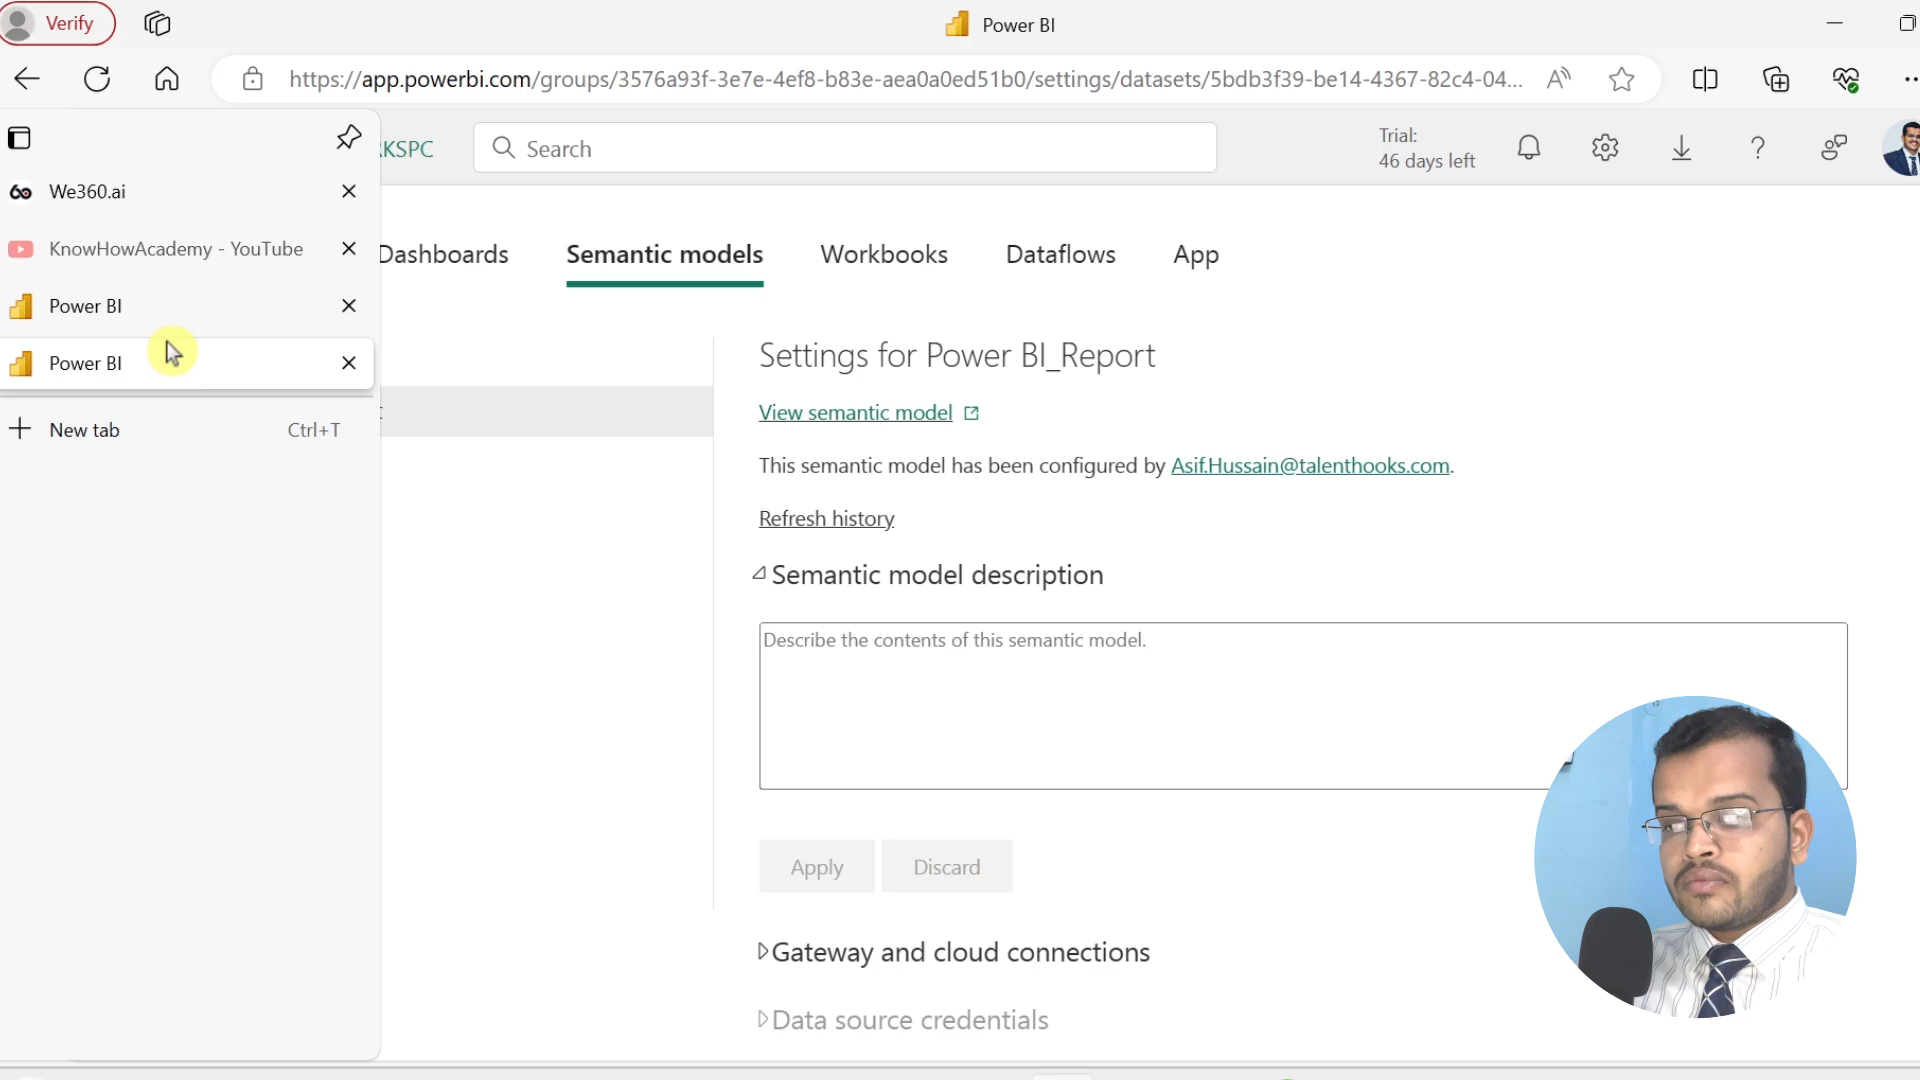 Verify
Power BI
https://app.powerbi.com/groups/3576a93f-3e7e-4ef8-b83e-aea0a0ed51b0/settings/datasets/5bdb3f39-be14-4367-82c4-04...
KSPC
Search
Trial:
46 days left
We360.ai
KnowHowAcademy - YouTube
Power BI
Power BI
New tab Ctrl+T
Dashboards Semantic models Workbooks Dataflows App
Settings for Power BI_Report
View semantic model
This semantic model has been configured by Asif.Hussain@talenthooks.com.
Refresh history
Semantic model description
Describe the contents of this semantic model.
Apply Discard
Gateway and cloud connections
Data source credentials